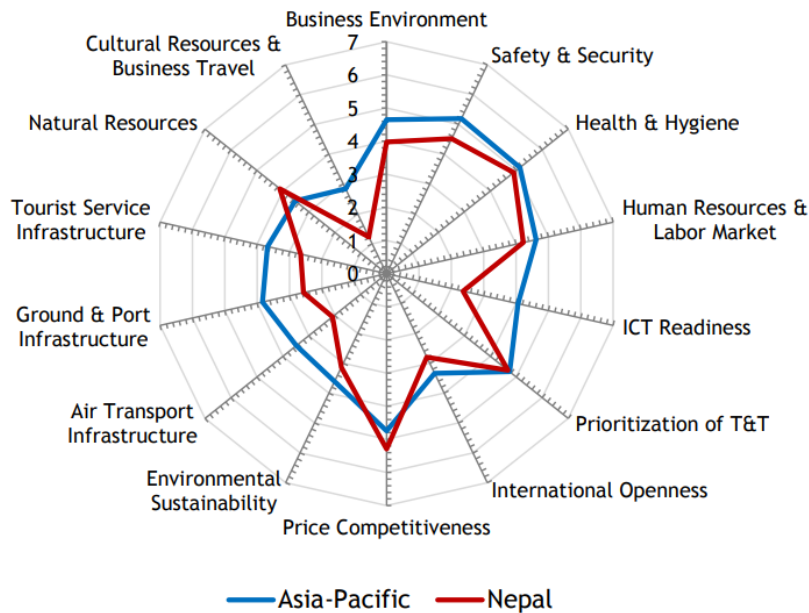 Business Environment
Cultural Resources &
Business Travel
Safety & Security
Natural Resources
Health & Hygiene
Tourist Service
Infrastructure
Human Resources &
Labor Market
Ground & Port
Infrastructure
ICT Readiness
Air Transport
Infrastructure
Prioritization of T&T
Environmental
Sustainability
International Openness
Price Competitiveness
7
6
5
4
3
2
1
0
Asia-Pacific
Nepal